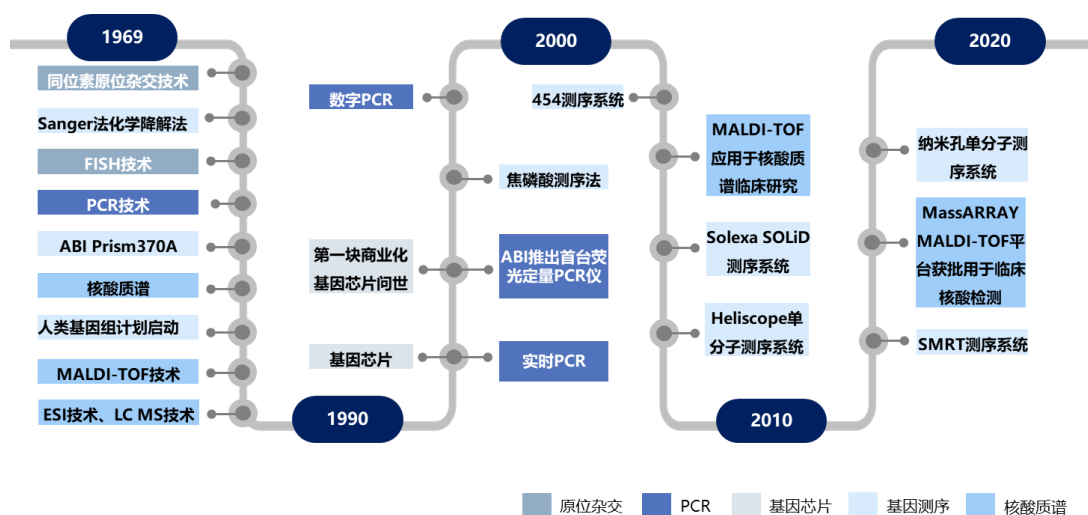 1969
同位素原位杂交技术
Sanger法化学降解法
FISH技术
PCR技术
ABI Prism370A
核酸质谱
人类基因组计划启动
MALDI-TOF技术
ESI技术、LC MS技术
1990
基因芯片
实时PCR
第一块商业化
基因芯片问世
ABI推出首台荧
光定量PCR仪
焦磷酸测序法
数字PCR
2000
454测序系统
MALDI-TOF
应用于核酸质
谱临床研究
Solexa SOLiD
测序系统
Heliscope单
分子测序系统
2010
SMRT测序系统
MassARRAY
MALDI-TOF平
台获批用于临床
核酸检测
纳米孔单分子测
序系统
2020
原位杂交
PCR
基因芯片
基因测序
核酸质谱